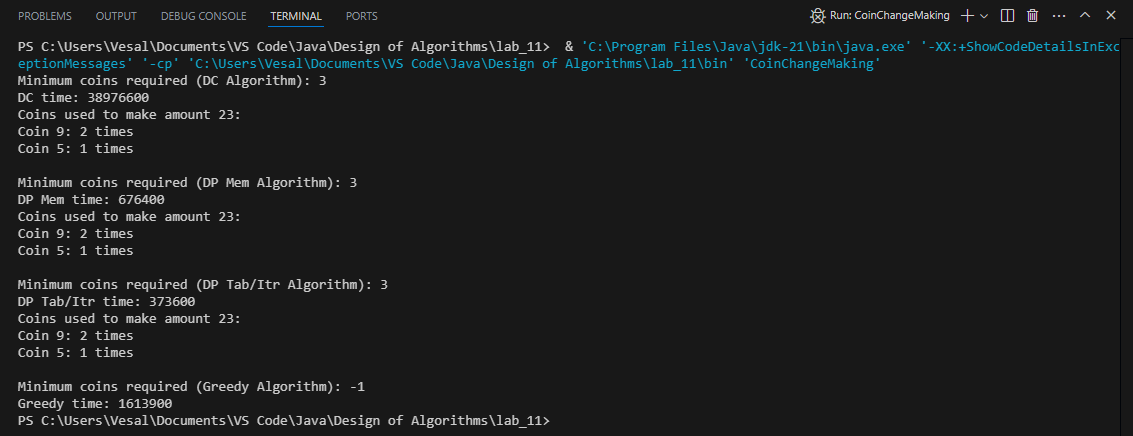 PROBLEMS OUTPUT DEBUG CONSOLE TERMINAL PORTS Run: CoinChangeMaking
PS C:\Users\Vesal\Documents\VS Code\Java\Design of Algorithms\lab_11>  & 'C:\Program Files\Java\jdk-21\bin\java.exe' '-XX:+ShowCodeDetailsInExc
eptionMessages' '-cp' 'C:\Users\Vesal\Documents\VS Code\Java\Design of Algorithms\lab_11\bin' 'CoinChangeMaking'
Minimum coins required (DC Algorithm): 3
DC time: 38976600
Coins used to make amount 23:
Coin 9: 2 times
Coin 5: 1 times
Minimum coins required (DP Mem Algorithm): 3
DP Mem time: 676400
Coins used to make amount 23:
Coin 9: 2 times
Coin 5: 1 times
Minimum coins required (DP Tab/Itr Algorithm): 3
DP Tab/Itr time: 373600
Coins used to make amount 23:
Coin 9: 2 times
Coin 5: 1 times
Minimum coins required (Greedy Algorithm): -1
Greedy time: 1613900
PS C:\Users\Vesal\Documents\VS Code\Java\Design of Algorithms\lab_11>